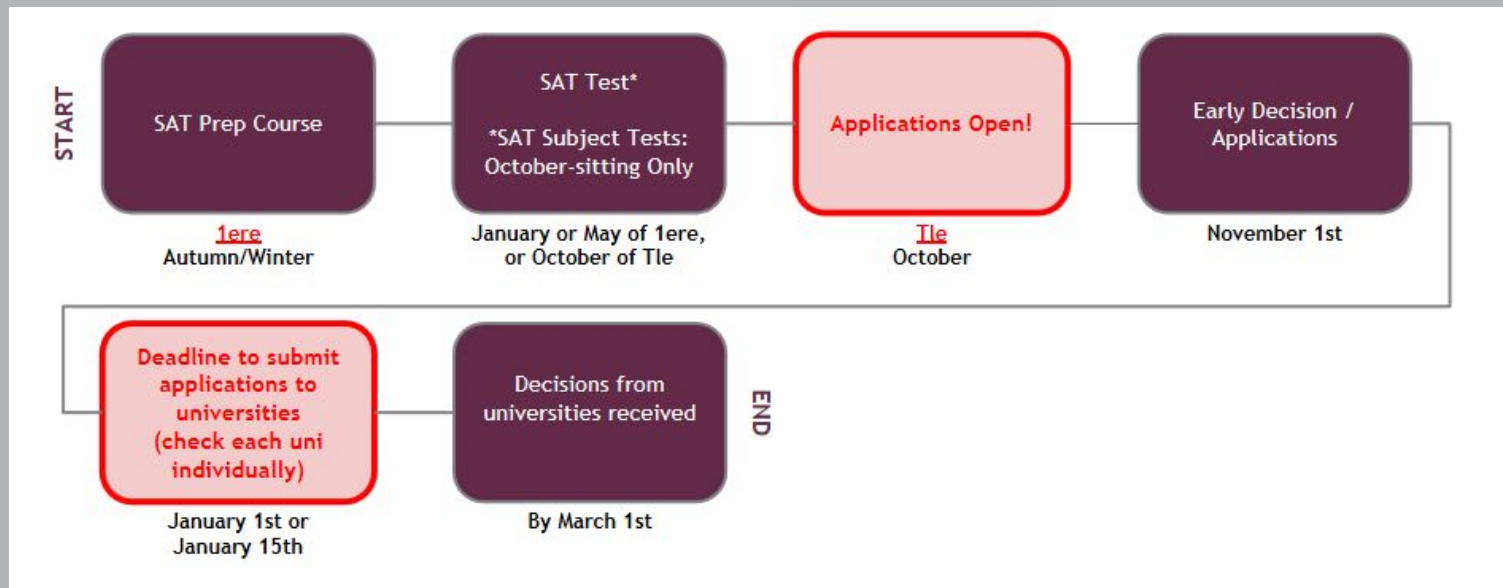 START
SAT Prep Course
1ere
Autumn/Winter
SAT Test*
*SAT Subject Tests:
October-sitting Only
January or May of 1ere,
or October of Tle
Applications Open!
Tle
October
Early Decision /
Applications
November 1st
Deadline to submit
applications to
universities
(check each uni
individually)
January 1st or
January 15th
Decisions from
universities received
By March 1st
END